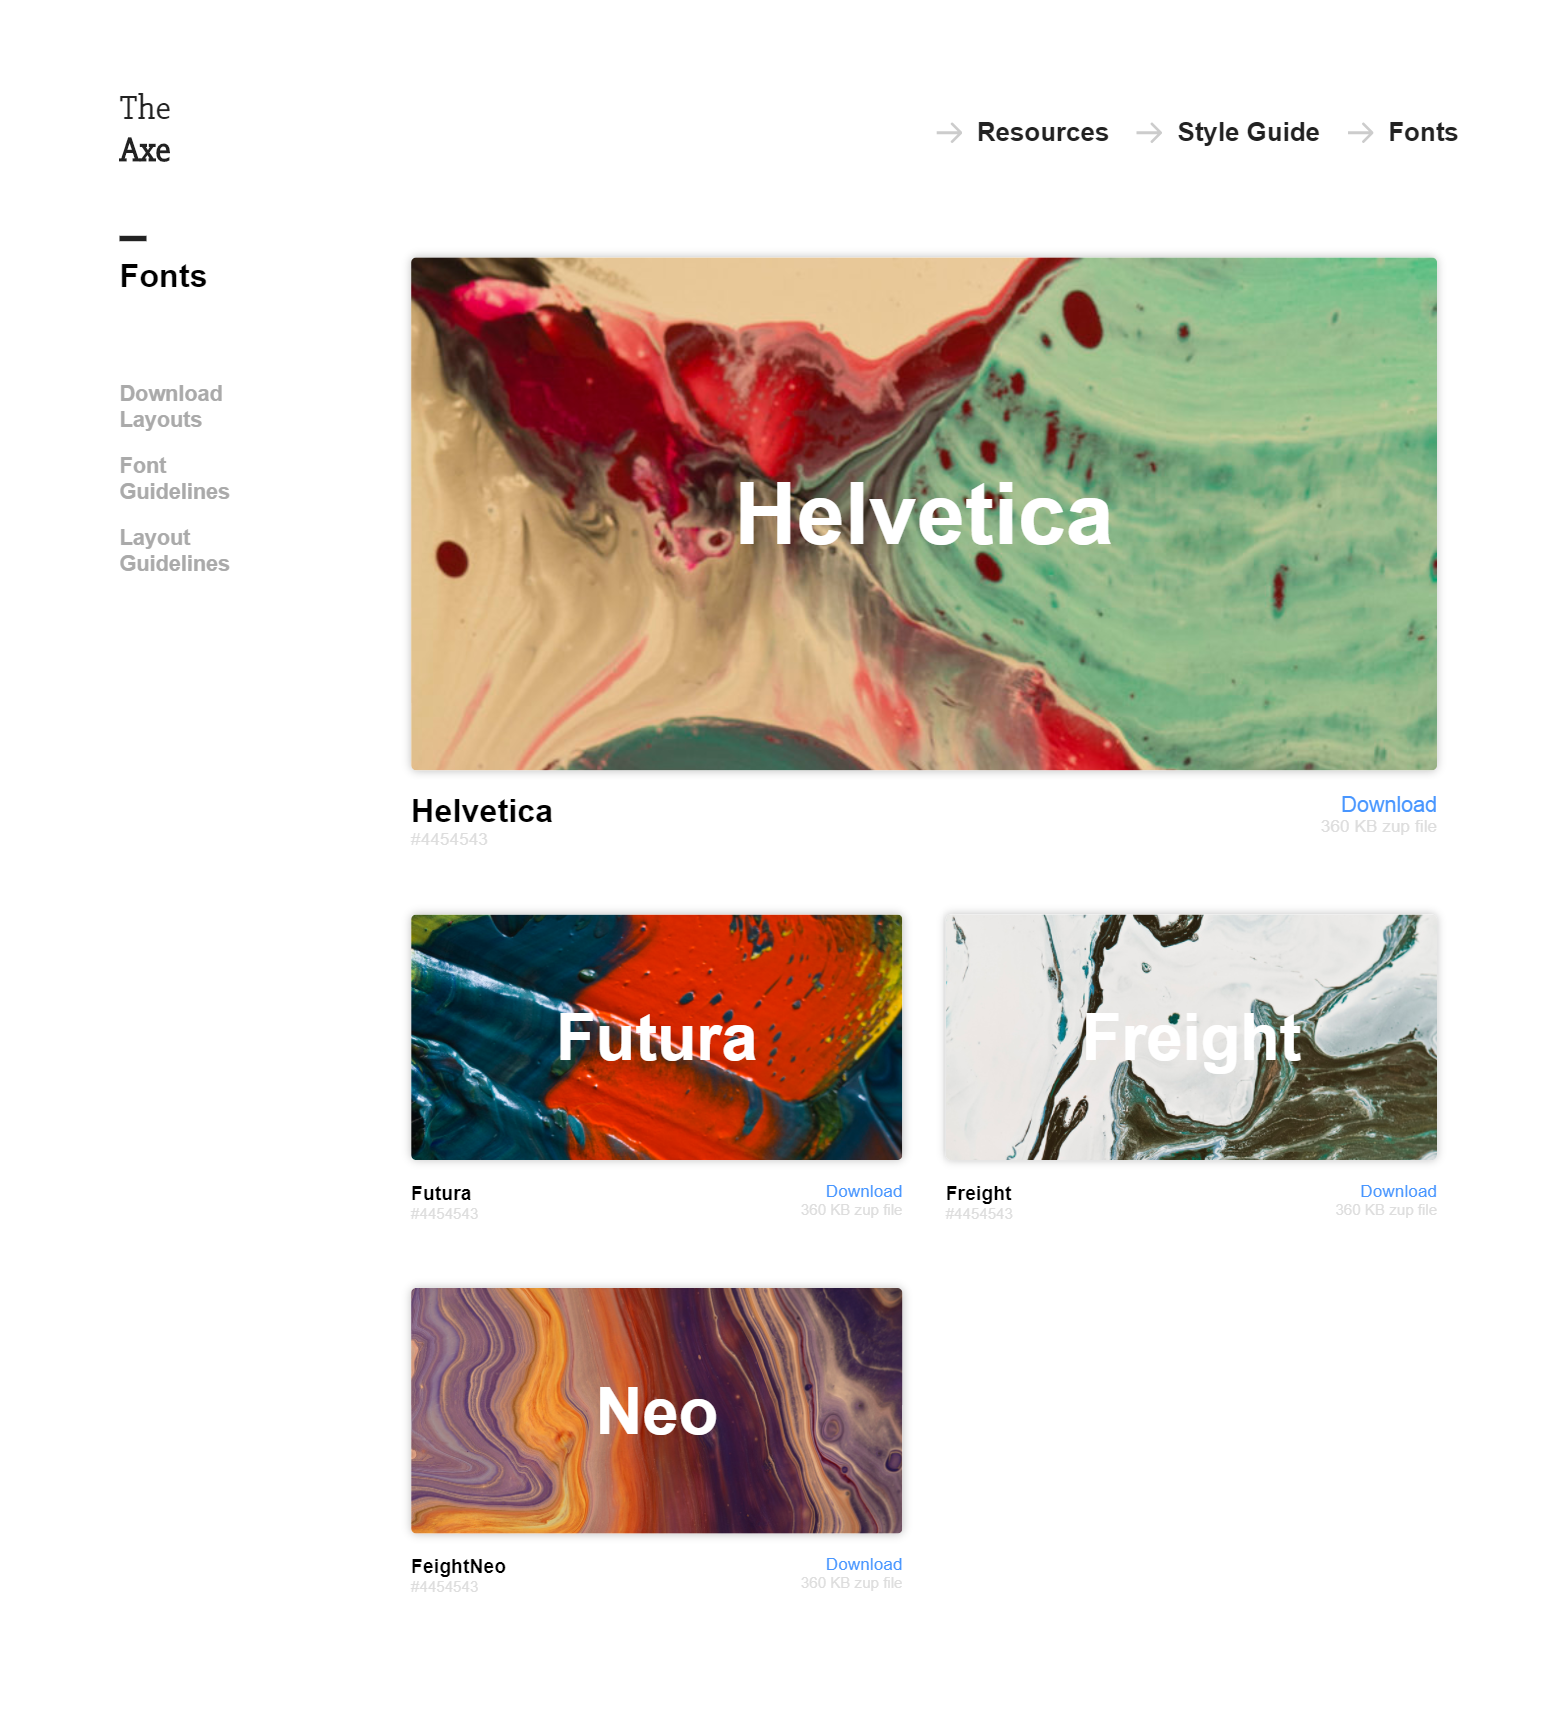 The
Axe
Resources
Style Guide
Fonts
Fonts
Download
Layouts
Font
Guidelines
Layout
Guidelines
Helvetica
Helvetica
#4454543
Download
360 KB zup file
Futura
Futura
#4454543
Download
360 KB zup file
Freight
Freight
#4454543
Download
360 KB zup file
Neo
FeightNeo
#4454543
Download
360 KB zup file